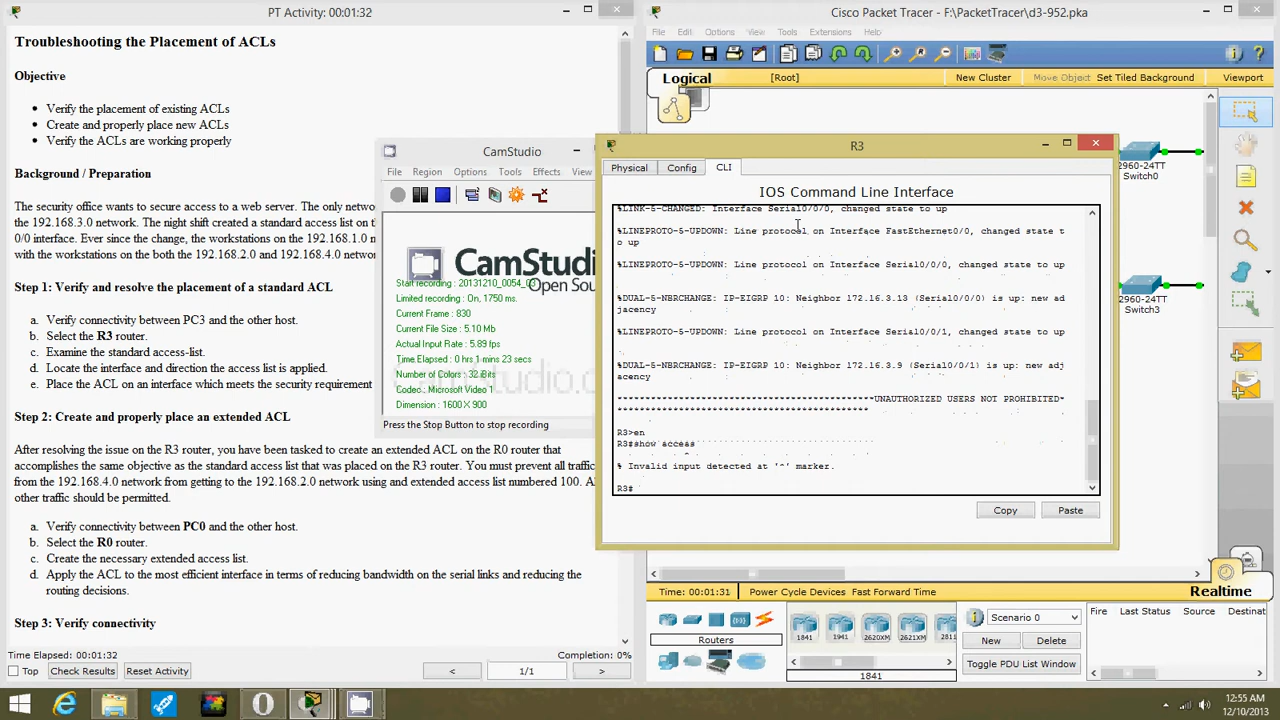 PT Activity: 00:01:32
Cisco Packet Tracer - F:\PacketTracer\d3-952.pka
Troubleshooting the Placement of ACLs
Objective
Verify the placement of existing ACLs
Create and properly place new ACLs
Verify the ACLs are working properly
Background / Preparation
The security office wants to secure access to a web server. The only netwo
the 192.168.3.0 network. The night shift created a standard access list on t
0/0 interface. Ever since the change, the workstations on the 192.168.1.0
with the workstations on the both the 192.168.2.0 and 192.168.4.0 networ
Step 1: Verify and resolve the placement of a standard ACL
a. Verify connectivity between PC3 and the other host.
b. Select the R3 router.
c. Examine the standard access-list.
d. Locate the interface and direction the access list is applied.
e. Place the ACL on an interface which meets the security requirement
Step 2: Create and properly place an extended ACL
After resolving the issue on the R3 router, you have been tasked to create an extended ACL on the R0 router that
accomplishes the same objective as the standard access list that was placed on the R3 router. You must prevent all traffic
from the 192.168.4.0 network from getting to the 192.168.2.0 network using and extended access list numbered 100. All
other traffic should be permitted.
a. Verify connectivity between PC0 and the other host.
b. Select the R0 router.
c. Create the necessary extended access list.
d. Apply the ACL to the most efficient interface in terms of reducing bandwidth on the serial links and reducing the
routing decisions.
Step 3: Verify connectivity
Time Elapsed: 00:01:32
Completion: 0%
Top
Check Results
Reset Activity
<
1/1
>
CamStudio
File Region Options Tools Effects View
CamStudio
Open Sour
Start recording : 20131210_0054_03
Limited recording : On, 1750 ms.
Current Frame : 830
Current File Size : 5.10 Mb
Actual Input Rate : 5.89 fps
Time Elapsed : 0 hrs 1 mins 23 secs
Number of Colors : 32 Bits
Codec : Microsoft Video 1
Dimension : 1600 X 900
Press the Stop Button to stop recording
File Edit Options View Tools Extensions Help
Logical
[Root]
New Cluster
Move Object
Set Tiled Background
Viewport
2960-24TT
Switch0
2960-24TT
Switch3
R3
Physical
Config
CLI
IOS Command Line Interface
%LINK-5-CHANGED: Interface Serial0/0/0, changed state to up
%LINEPROTO-5-UPDOWN: Line protocol on Interface FastEthernet0/0, changed state t
o up
%LINEPROTO-5-UPDOWN: Line protocol on Interface Serial0/0/0, changed state to up
%DUAL-5-NBRCHANGE: IP-EIGRP 10: Neighbor 172.16.3.13 (Serial0/0/0) is up: new ad
jacency
%LINEPROTO-5-UPDOWN: Line protocol on Interface Serial0/0/1, changed state to up
%DUAL-5-NBRCHANGE: IP-EIGRP 10: Neighbor 172.16.3.9 (Serial0/0/1) is up: new adj
acency
UNAUTHORIZED USERS NOT PROHIBITED
R3>en
R3#show access
% Invalid input detected at '^' marker.
R3#
Copy
Paste
Time: 00:01:31
Power Cycle Devices
Fast Forward Time
Realtime
Routers
1841
1941
2620XM
2621XM
2811
1841
Scenario 0
New
Delete
Toggle PDU List Window
Fire
Last Status
Source
Destinat
12:55 AM
12/10/2013